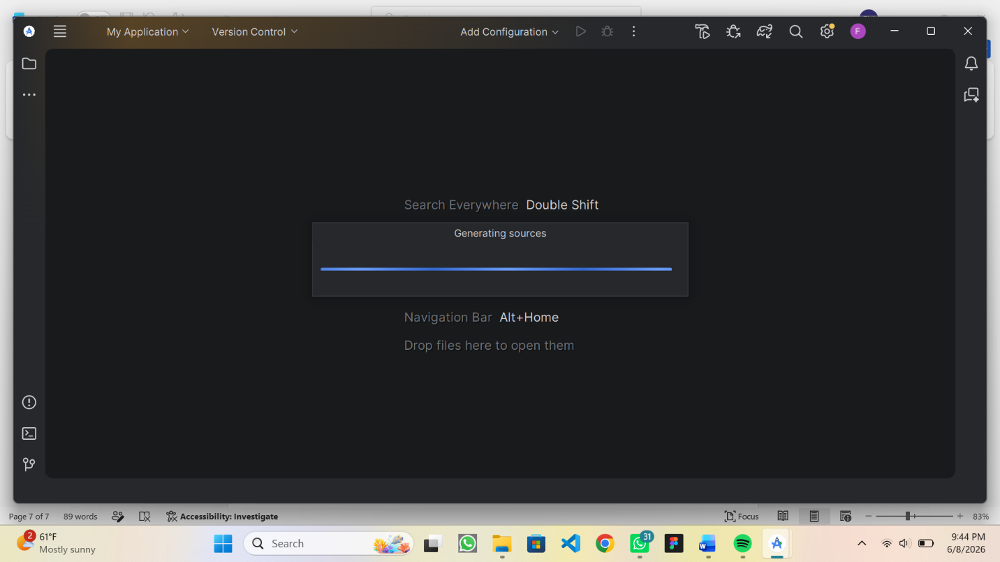 My Application Version Control Add Configuration F
Search Everywhere Double Shift
Generating sources
Navigation Bar Alt+Home
Drop files here to open them
Page 7 of 7 89 words Accessibility: Investigate Focus 83%
2 61°F
Mostly sunny
Search
31
9:44 PM
6/8/2026